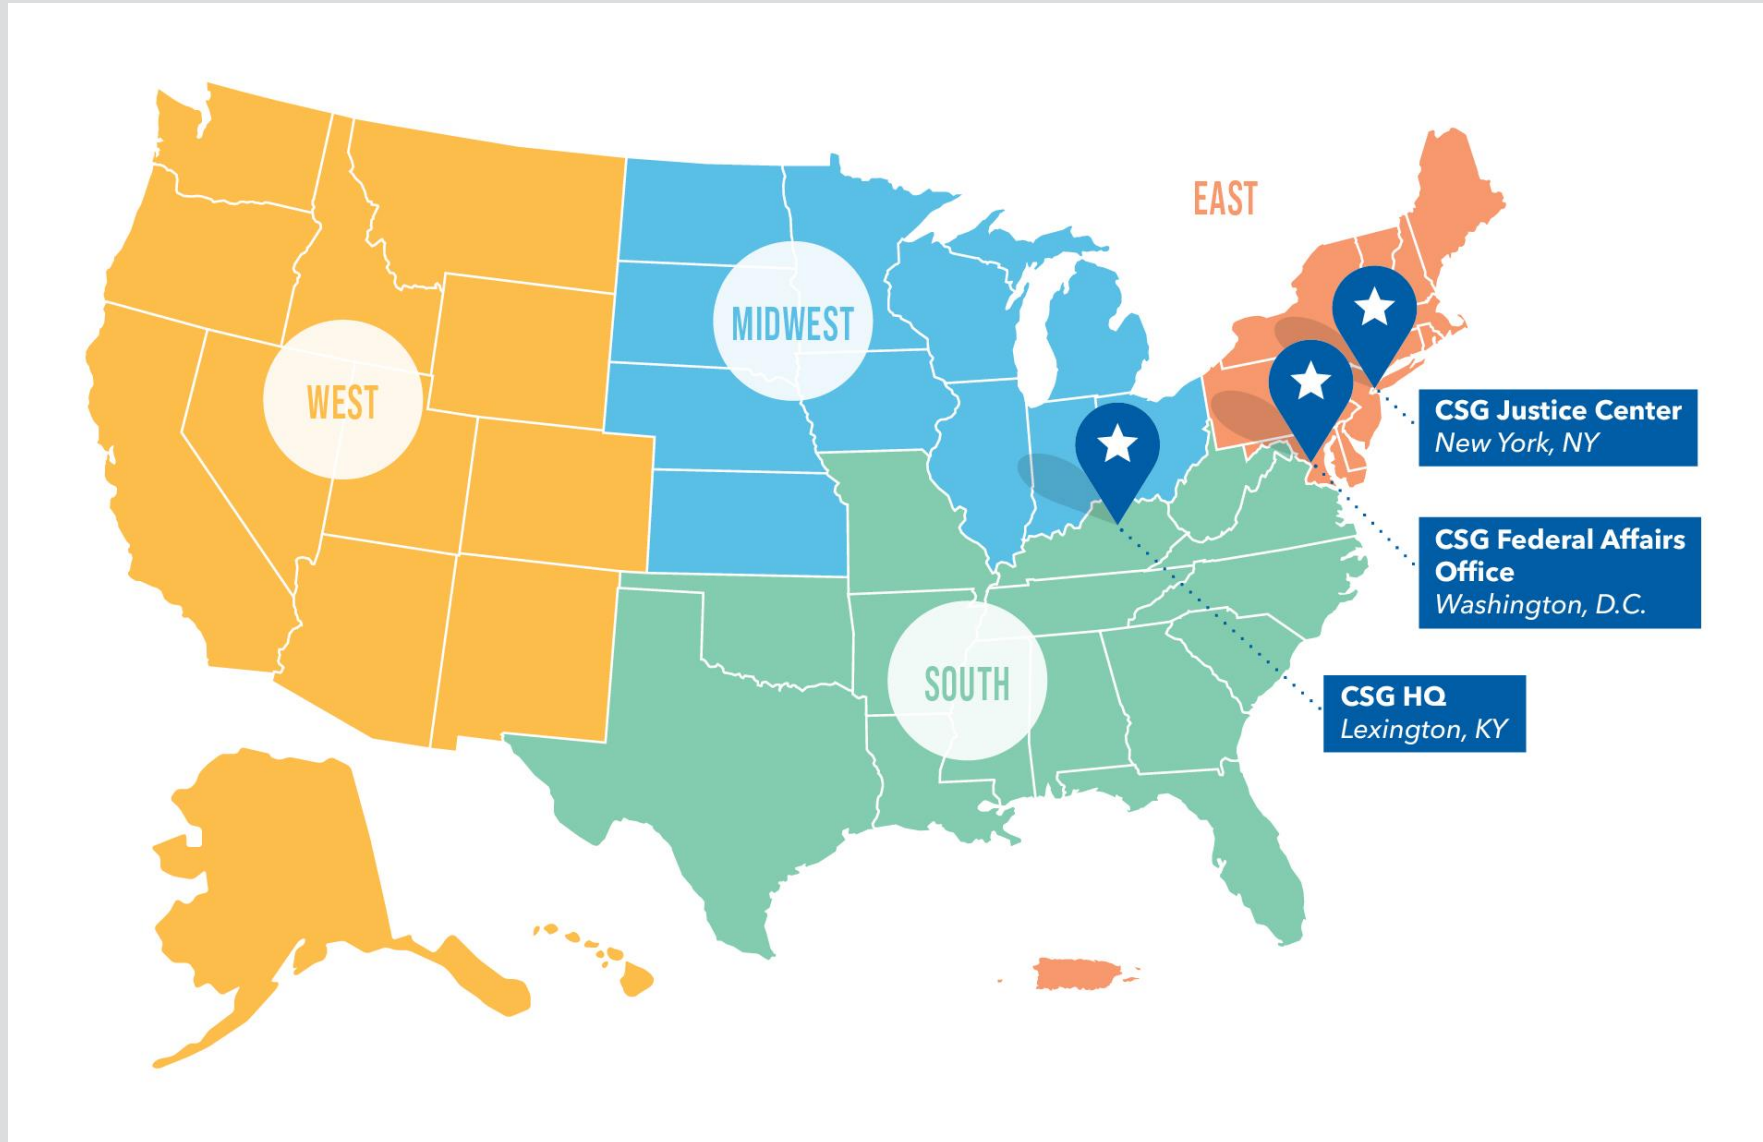 EAST
MIDWEST
WEST
CSG Justice Center
New York, NY
CSG Federal Affairs
Office
Washington, D.C.
SOUTH
CSG HQ
Lexington, KY